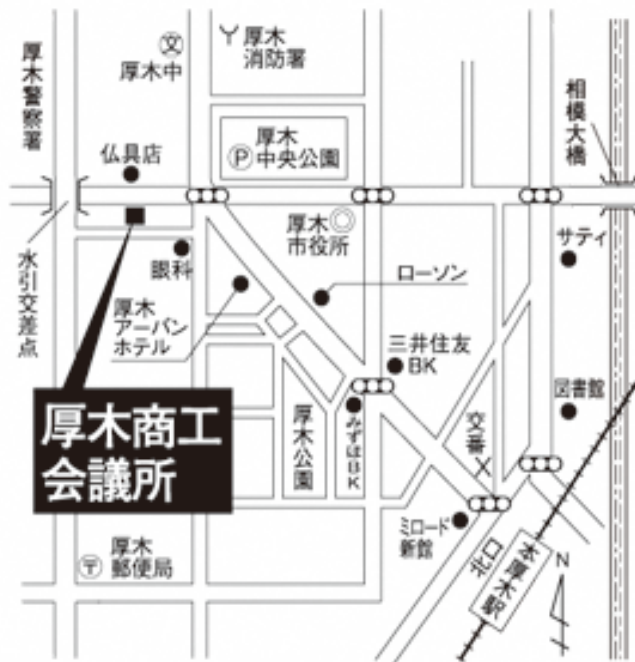 厚木警察署
文
厚木中
厚木
消防署
P
厚木
中央公園
相模大橋
仏具店
厚木
市役所
サティ
水引交差点
眼科
ローソン
厚木
アーバン
ホテル
三井住友
BK
図書館
厚木商工
会議所
厚木公園
みずほBK
交番
ミロード
新館
〒
厚木
郵便局
本厚木駅
北口
N